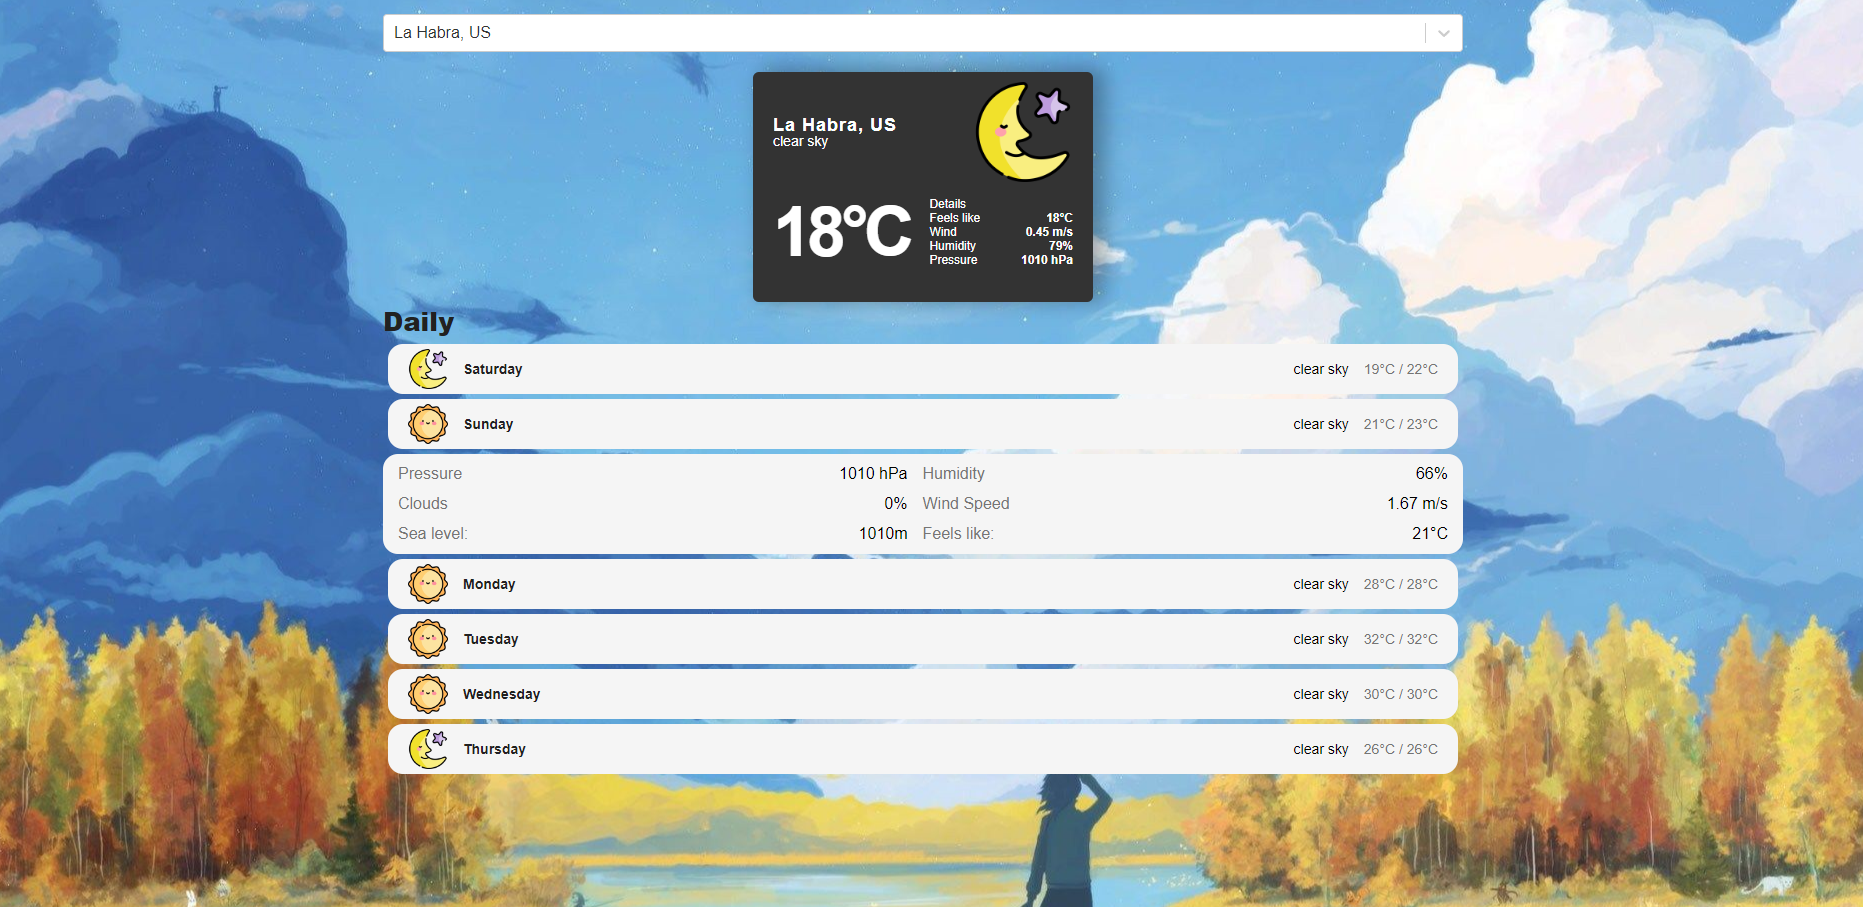 La Habra, US
La Habra, US
clear sky
18°C
Details
Feels like 18°C
Wind 0.45 m/s
Humidity 79%
Pressure 1010 hPa
Daily
Saturday clear sky 19°C / 22°C
Sunday clear sky 21°C / 23°C
Pressure 1010 hPa Humidity 66%
Clouds 0% Wind Speed 1.67 m/s
Sea level: 1010m Feels like: 21°C
Monday clear sky 28°C / 28°C
Tuesday clear sky 32°C / 32°C
Wednesday clear sky 30°C / 30°C
Thursday clear sky 26°C / 26°C